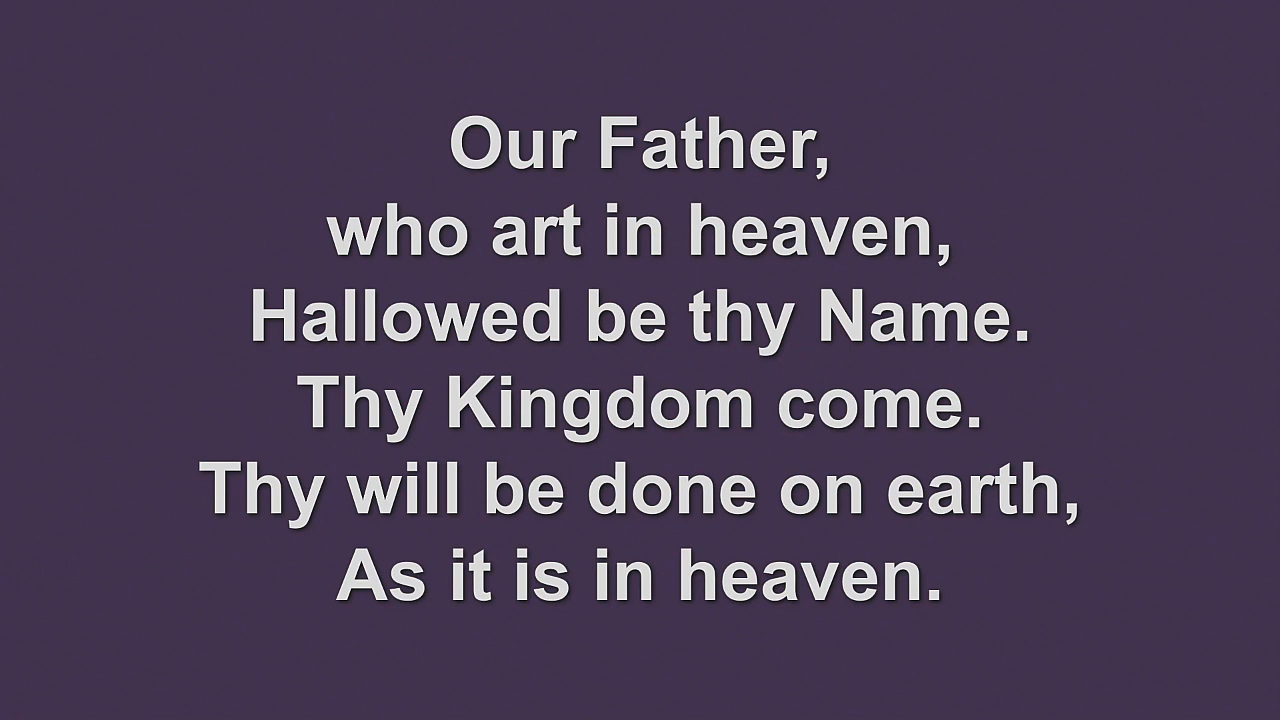 Our Father,
who art in heaven,
Hallowed be thy Name.
Thy Kingdom come.
Thy will be done on earth,
As it is in heaven.